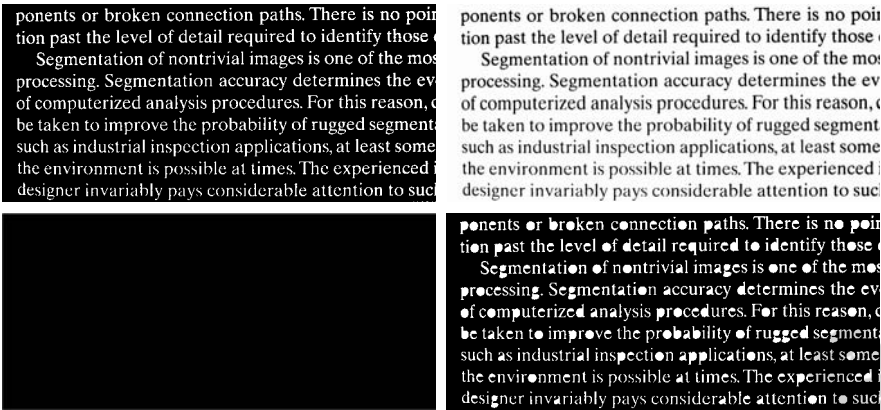 ponents or broken connection paths. There is no poin
tion past the level of detail required to identify those
Segmentation of nontrivial images is one of the mos
processing. Segmentation accuracy determines the ev
of computerized analysis procedures. For this reason,
be taken to improve the probability of rugged segment
such as industrial inspection applications, at least some
the environment is possible at times. The experienced
designer invariably pays considerable attention to suc
ponents or broken connection paths. There is no poin
tion past the level of detail required to identify those
Segmentation of nontrivial images is one of the mos
processing. Segmentation accuracy determines the ev
of computerized analysis procedures. For this reason,
be taken to improve the probability of rugged segment
such as industrial inspection applications, at least some
the environment is possible at times. The experienced
designer invariably pays considerable attention to suc
ponents or broken connection paths. There is no poin
tion past the level of detail required to identify those
Segmentation of nontrivial images is one of the mos
processing. Segmentation accuracy determines the ev
of computerized analysis procedures. For this reason,
be taken to improve the probability of rugged segment
such as industrial inspection applications, at least some
the environment is possible at times. The experienced
designer invariably pays considerable attention to suc